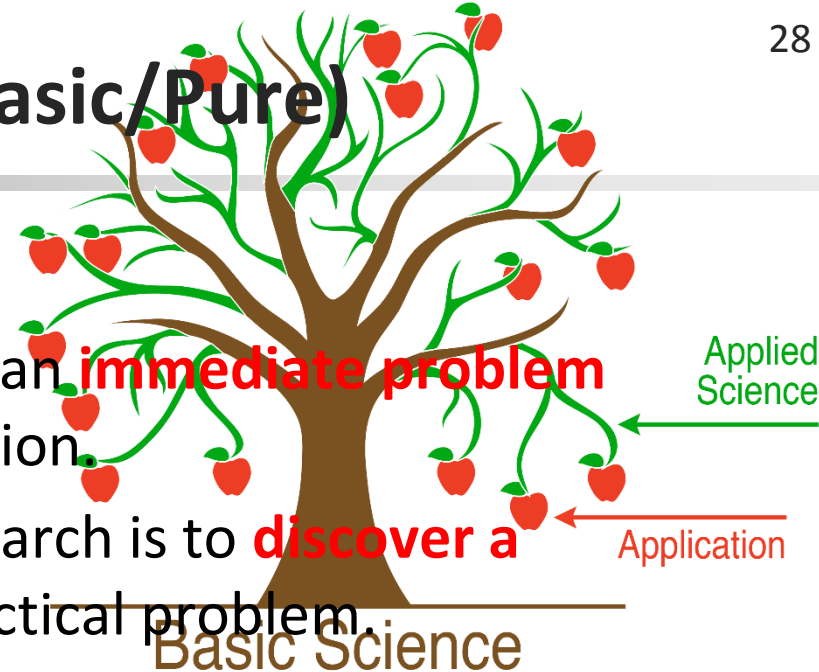 28
asic/Pure)
Applied
Science
an immediate problem
ion.
arch is to discover a
Application
ctical problem.
Basic Science